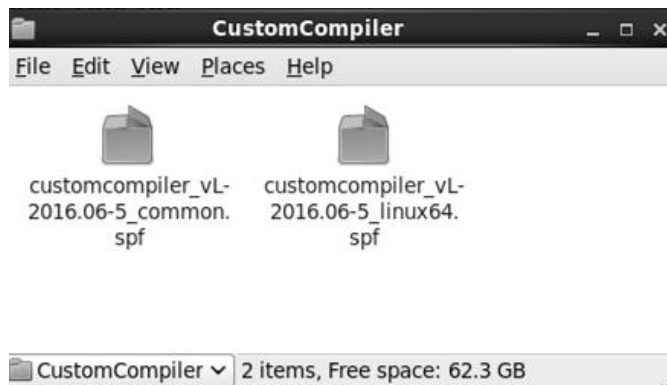 CustomCompiler
File Edit View Places Help
customcompiler_vL-
2016.06-5_common.
spf
customcompiler_vL-
2016.06-5_linux64.
spf
CustomCompiler 2 items, Free space: 62.3 GB